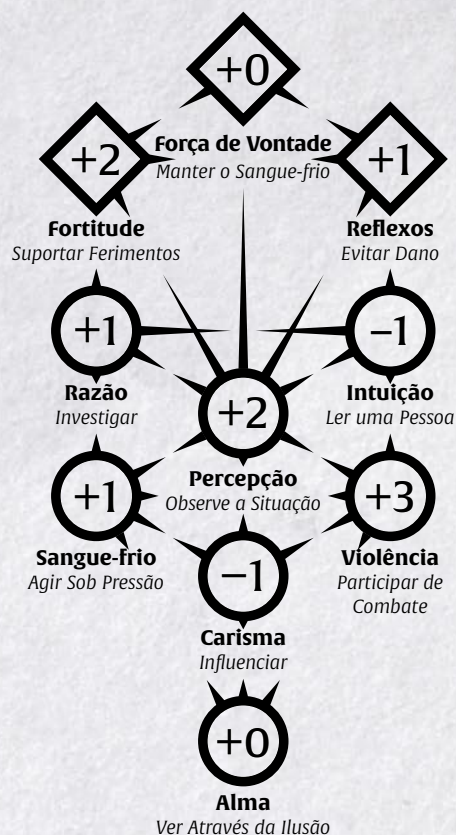 +0
Força de Vontade
Manter o Sangue-frio
+2
Fortitude
Suportar Ferimentos
+1
Reflexos
Evitar Dano
+1
Razão
Investigar
−1
Intuição
Ler uma Pessoa
+2
Percepção
Observe a Situação
+1
Sangue-frio
Agir Sob Pressão
+3
Violência
Participar de
Combate
−1
Carisma
Influenciar
+0
Alma
Ver Através da Ilusão